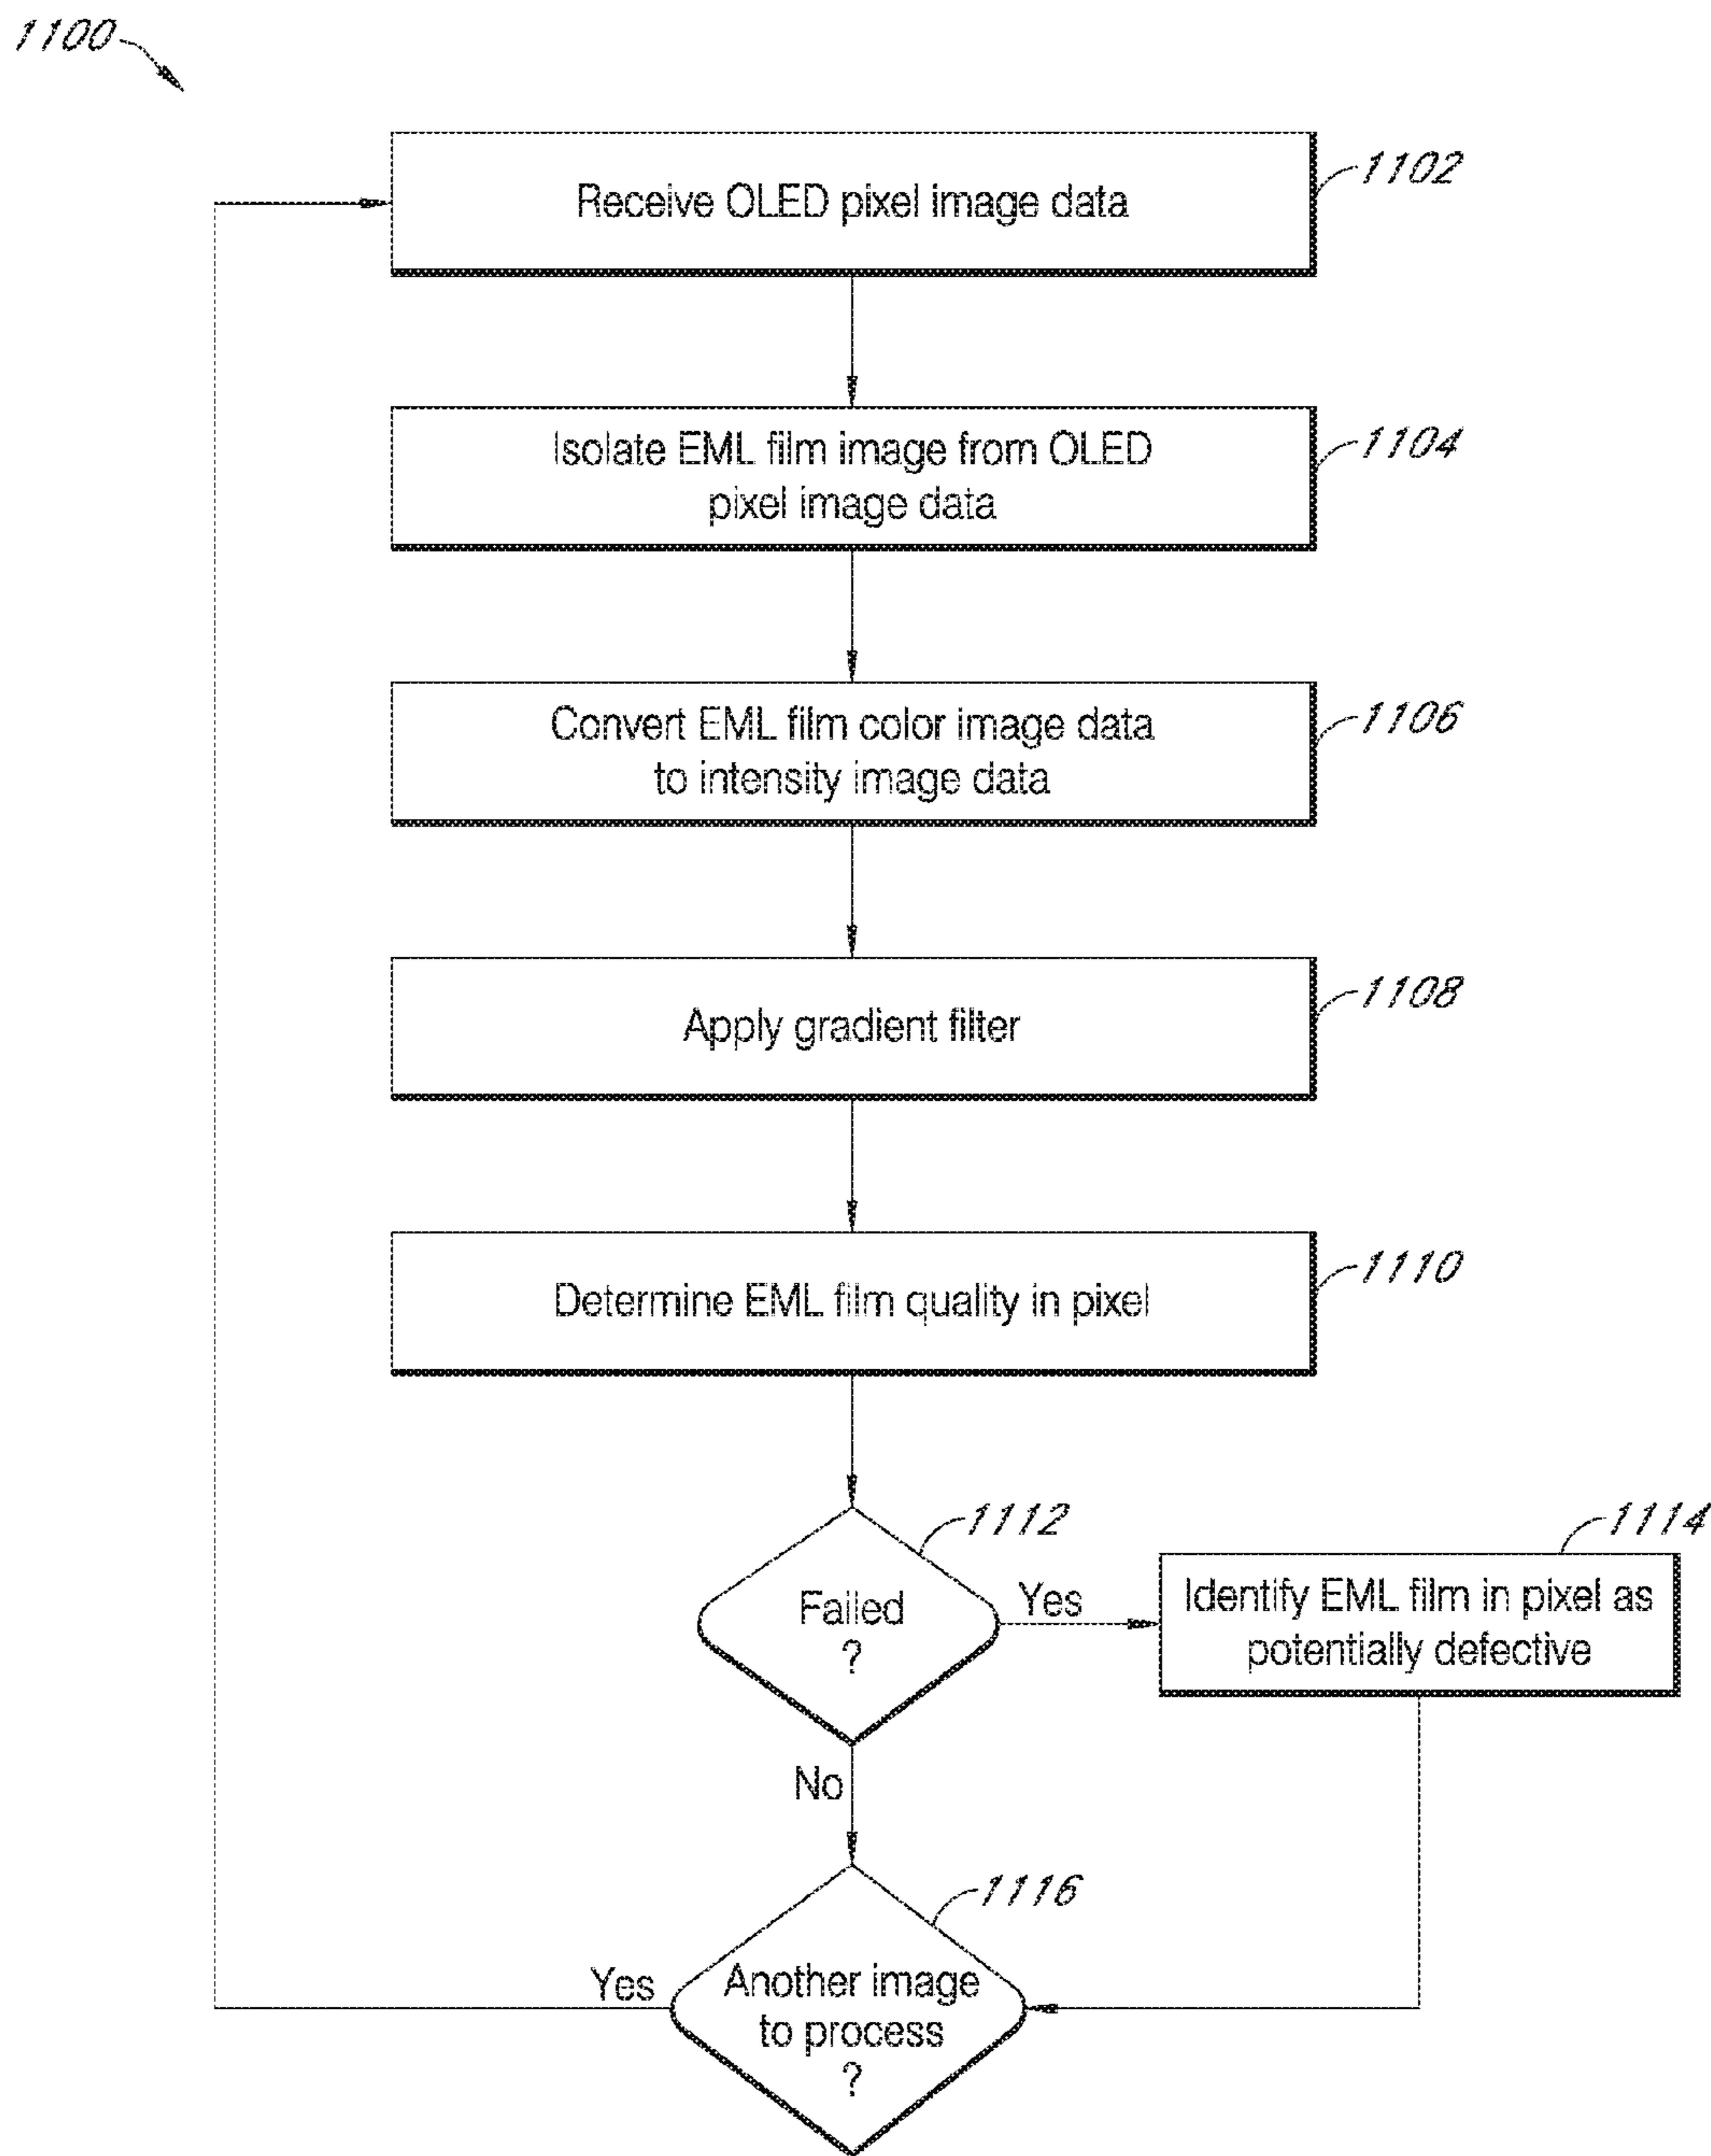 1100
Receive OLED pixel image data
1102
Isolate EML film image from OLED
pixel image data
1104
Convert EML film color image data
to intensity image data
1106
Apply gradient filter
1108
Determine EML film quality in pixel
1110
Failed
?
1112
Yes
Identify EML film in pixel as
potentially defective
1114
No
Another image
to process
?
1116
Yes